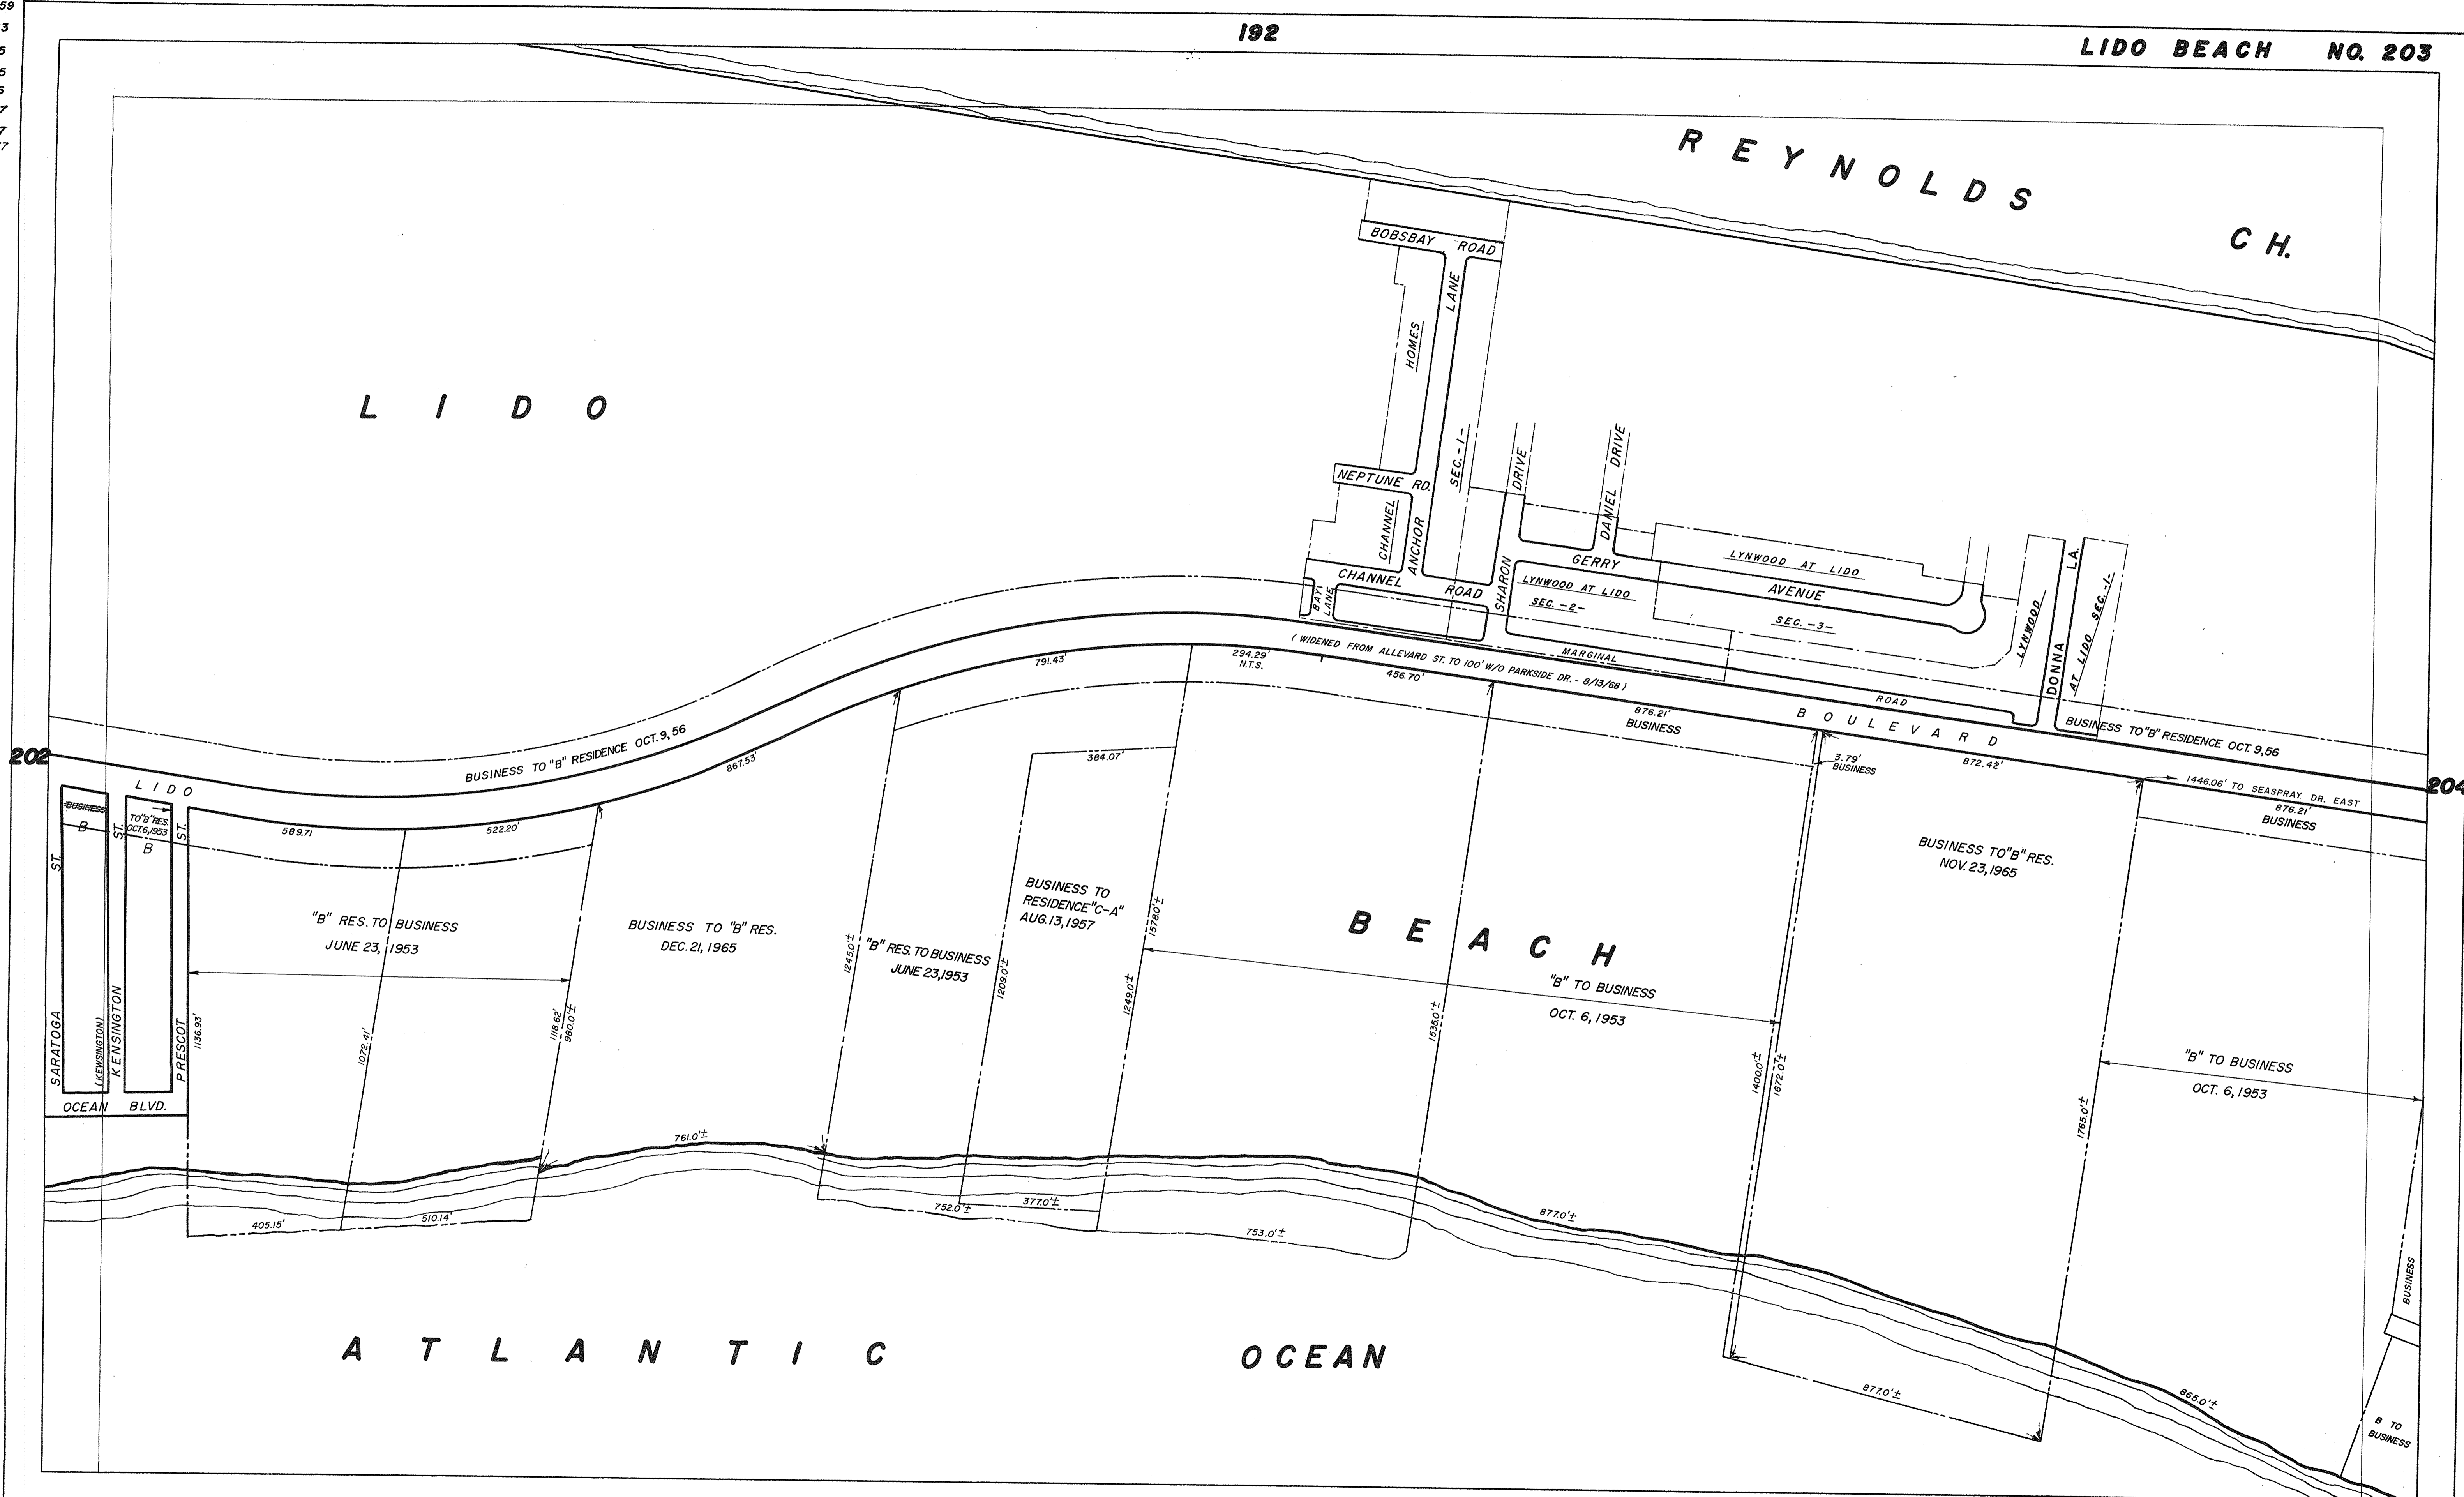 59
3
5
5
6
7
7
7
192
LIDO BEACH NO. 203
REYNOLDS
CH.
LIDO
BOBSBAY ROAD
LANE
HOMES
SEC.-1-
NEPTUNE RD.
CHANNEL
ANCHOR
DRIVE
DANIEL DRIVE
CHANNEL ROAD
BAY LANE
SHARON
GERRY
AVENUE
LYNWOOD AT LIDO
SEC.-2-
LYNWOOD AT LIDO
SEC.-3-
LYNWOOD
AT LIDO SEC.-1-
DONNA LA.
MARGINAL
ROAD
(WIDENED FROM ALLEVARD ST. TO 100' W/O PARKSIDE DR. - 8/13/68)
BOULEVARD
BUSINESS TO "B" RESIDENCE OCT. 9, 56
BUSINESS TO "B" RESIDENCE OCT. 9, 56
1446.06' TO SEASPRAY DR. EAST
202
204
LIDO
589.71
522.20'
867.53'
791.43'
294.29'
N.T.S.
456.70'
876.21'
BUSINESS
3.79'
BUSINESS
872.42'
876.21'
BUSINESS
BUSINESS
B
TO "B" RES.
OCT. 6, 1953
B
ST.
ST.
ST.
SARATOGA
(KEWSINGTON)
KENSINGTON
PRESCOT
OCEAN BLVD.
1136.93'
"B" RES. TO BUSINESS
JUNE 23, 1953
1072.41'
1118.62'
980.0'±
BUSINESS TO "B" RES.
DEC. 21, 1965
1245.0'±
"B" RES. TO BUSINESS
JUNE 23, 1953
1209.0'±
384.07'
BUSINESS TO
RESIDENCE "C-A"
AUG. 13, 1957
1578.0'±
1249.0'±
BEACH
"B" TO BUSINESS
OCT. 6, 1953
1535.0'±
1400.0'±
1672.0'±
BUSINESS TO "B" RES.
NOV. 23, 1965
1765.0'±
"B" TO BUSINESS
OCT. 6, 1953
BUSINESS
B TO
BUSINESS
405.15'
510.14'
761.0'±
752.0'±
377.0'±
753.0'±
877.0'±
877.0'±
865.0'±
ATLANTIC OCEAN